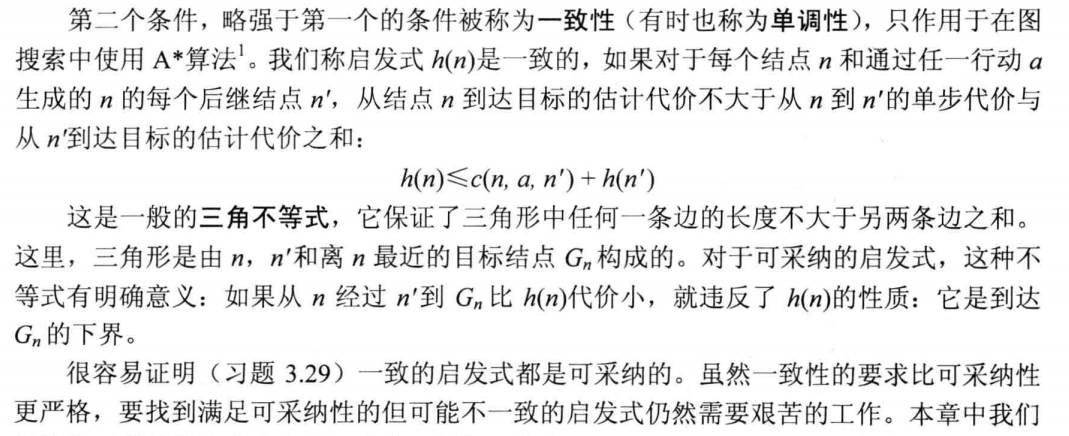 第二个条件，略强于第一个的条件被称为一致性（有时也称为单调性），只作用于在图
搜索中使用 A*算法¹。我们称启发式 h(n)是一致的，如果对于每个结点 n 和通过任一行动 a
生成的 n 的每个后继结点 n′，从结点 n 到达目标的估计代价不大于从 n 到 n′的单步代价与
从 n′到达目标的估计代价之和：
h(n)≤c(n, a, n′) + h(n′)
这是一般的三角不等式，它保证了三角形中任何一条边的长度不大于另两条边之和。
这里，三角形是由 n，n′和离 n 最近的目标结点 Gₙ 构成的。对于可采纳的启发式，这种不
等式有明确意义：如果从 n 经过 n′到 Gₙ 比 h(n)代价小，就违反了 h(n)的性质：它是到达
Gₙ 的下界。
很容易证明（习题 3.29）一致的启发式都是可采纳的。虽然一致性的要求比可采纳性
更严格，要找到满足可采纳性的但可能不一致的启发式仍然需要艰苦的工作。本章中我们